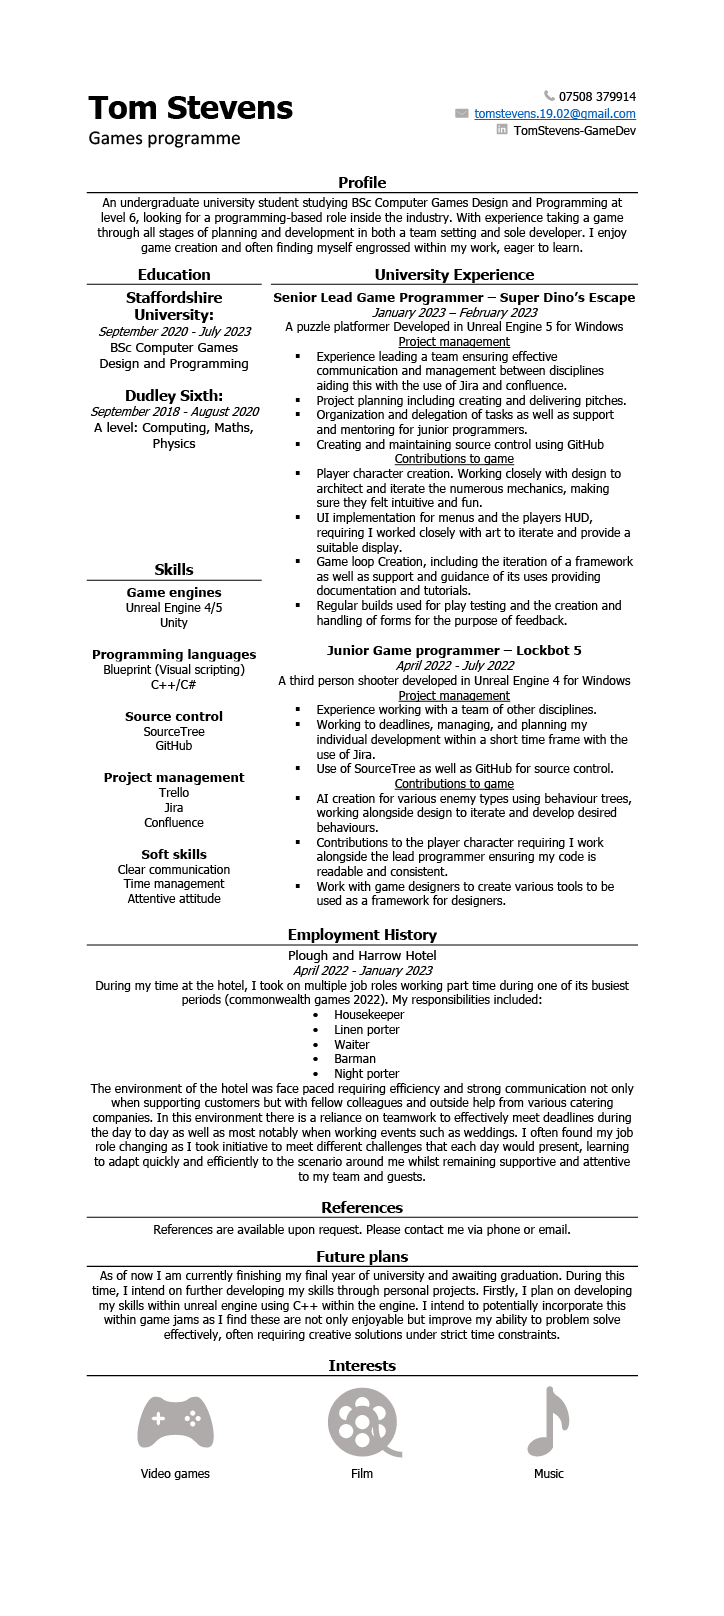 Tom Stevens
Games programme
07508 379914
tomstevens.19.02@gmail.com
TomStevens-GameDev
Profile
An undergraduate university student studying BSc Computer Games Design and Programming at
level 6, looking for a programming-based role inside the industry. With experience taking a game
through all stages of planning and development in both a team setting and sole developer. I enjoy
game creation and often finding myself engrossed within my work, eager to learn.
Education
Staffordshire
University:
September 2020 - July 2023
BSc Computer Games
Design and Programming
Dudley Sixth:
September 2018 - August 2020
A level: Computing, Maths,
Physics
Skills
Game engines
Unreal Engine 4/5
Unity
Programming languages
Blueprint (Visual scripting)
C++/C#
Source control
SourceTree
GitHub
Project management
Trello
Jira
Confluence
Soft skills
Clear communication
Time management
Attentive attitude
University Experience
Senior Lead Game Programmer – Super Dino's Escape
January 2023 – February 2023
A puzzle platformer Developed in Unreal Engine 5 for Windows
Project management
▪ Experience leading a team ensuring effective
communication and management between disciplines
aiding this with the use of Jira and confluence.
▪ Project planning including creating and delivering pitches.
▪ Organization and delegation of tasks as well as support
and mentoring for junior programmers.
▪ Creating and maintaining source control using GitHub
Contributions to game
▪ Player character creation. Working closely with design to
architect and iterate the numerous mechanics, making
sure they felt intuitive and fun.
▪ UI implementation for menus and the players HUD,
requiring I worked closely with art to iterate and provide a
suitable display.
▪ Game loop Creation, including the iteration of a framework
as well as support and guidance of its uses providing
documentation and tutorials.
▪ Regular builds used for play testing and the creation and
handling of forms for the purpose of feedback.
Junior Game programmer – Lockbot 5
April 2022 - July 2022
A third person shooter developed in Unreal Engine 4 for Windows
Project management
▪ Experience working with a team of other disciplines.
▪ Working to deadlines, managing, and planning my
individual development within a short time frame with the
use of Jira.
▪ Use of SourceTree as well as GitHub for source control.
Contributions to game
▪ AI creation for various enemy types using behaviour trees,
working alongside design to iterate and develop desired
behaviours.
▪ Contributions to the player character requiring I work
alongside the lead programmer ensuring my code is
readable and consistent.
▪ Work with game designers to create various tools to be
used as a framework for designers.
Employment History
Plough and Harrow Hotel
April 2022 - January 2023
During my time at the hotel, I took on multiple job roles working part time during one of its busiest
periods (commonwealth games 2022). My responsibilities included:
• Housekeeper
• Linen porter
• Waiter
• Barman
• Night porter
The environment of the hotel was face paced requiring efficiency and strong communication not only
when supporting customers but with fellow colleagues and outside help from various catering
companies. In this environment there is a reliance on teamwork to effectively meet deadlines during
the day to day as well as most notably when working events such as weddings. I often found my job
role changing as I took initiative to meet different challenges that each day would present, learning
to adapt quickly and efficiently to the scenario around me whilst remaining supportive and attentive
to my team and guests.
References
References are available upon request. Please contact me via phone or email.
Future plans
As of now I am currently finishing my final year of university and awaiting graduation. During this
time, I intend on further developing my skills through personal projects. Firstly, I plan on developing
my skills within unreal engine using C++ within the engine. I intend to potentially incorporate this
within game jams as I find these are not only enjoyable but improve my ability to problem solve
effectively, often requiring creative solutions under strict time constraints.
Interests
Video games
Film
Music